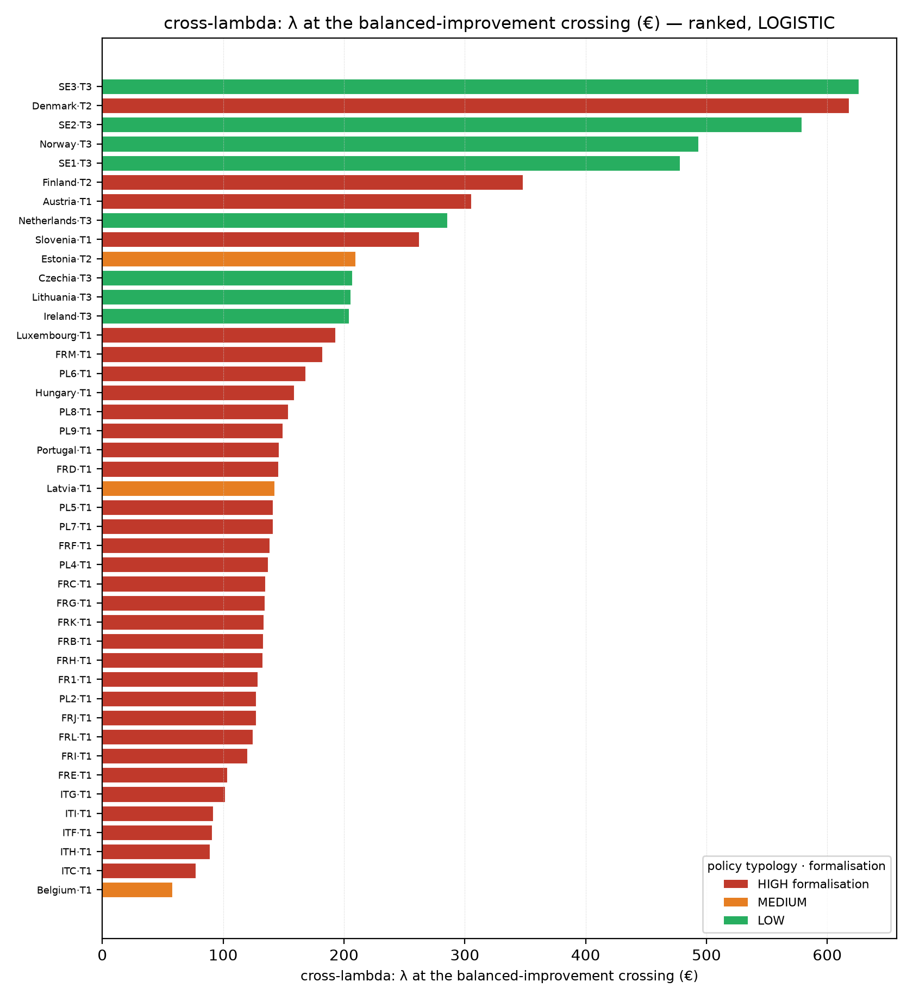 cross-lambda: λ at the balanced-improvement crossing (€) — ranked, LOGISTIC
SE3·T3
Denmark·T2
SE2·T3
Norway·T3
SE1·T3
Finland·T2
Austria·T1
Netherlands·T3
Slovenia·T1
Estonia·T2
Czechia·T3
Lithuania·T3
Ireland·T3
Luxembourg·T1
FRM·T1
PL6·T1
Hungary·T1
PL8·T1
PL9·T1
Portugal·T1
FRD·T1
Latvia·T1
PL5·T1
PL7·T1
FRF·T1
PL4·T1
FRC·T1
FRG·T1
FRK·T1
FRB·T1
FRH·T1
FR1·T1
PL2·T1
FRJ·T1
FRL·T1
FRI·T1
FRE·T1
ITG·T1
ITI·T1
ITF·T1
ITH·T1
ITC·T1
Belgium·T1
policy typology · formalisation
HIGH formalisation
MEDIUM
LOW
0 100 200 300 400 500 600
cross-lambda: λ at the balanced-improvement crossing (€)